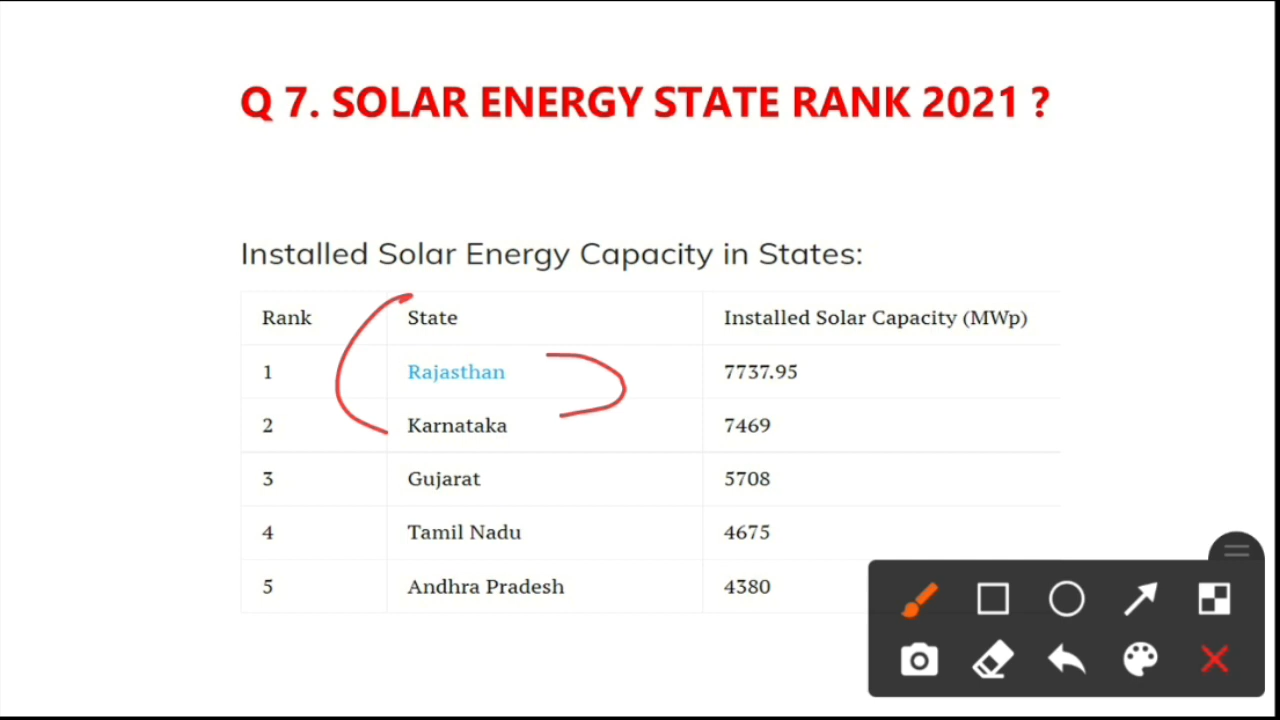 Q 7. SOLAR ENERGY STATE RANK 2021 ?
Installed Solar Energy Capacity in States:
Rank State Installed Solar Capacity (MWp)
1 Rajasthan 7737.95
2 Karnataka 7469
3 Gujarat 5708
4 Tamil Nadu 4675
5 Andhra Pradesh 4380